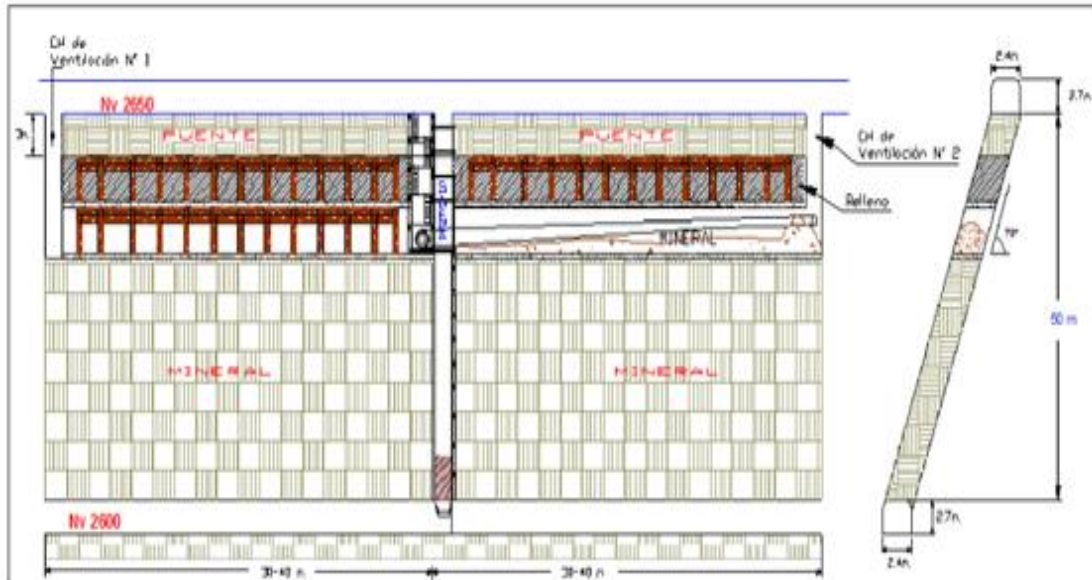 CH de
Ventilación N° 1
Nv 2650
PUENTE
PUENTE
CH de
Ventilación N° 2
Relleno
MINERAL
MINERAL
MINERAL
Nv 2600
30-40 m
30-40 m
2.4m
2.7m
50 m
2.7m
2.4m